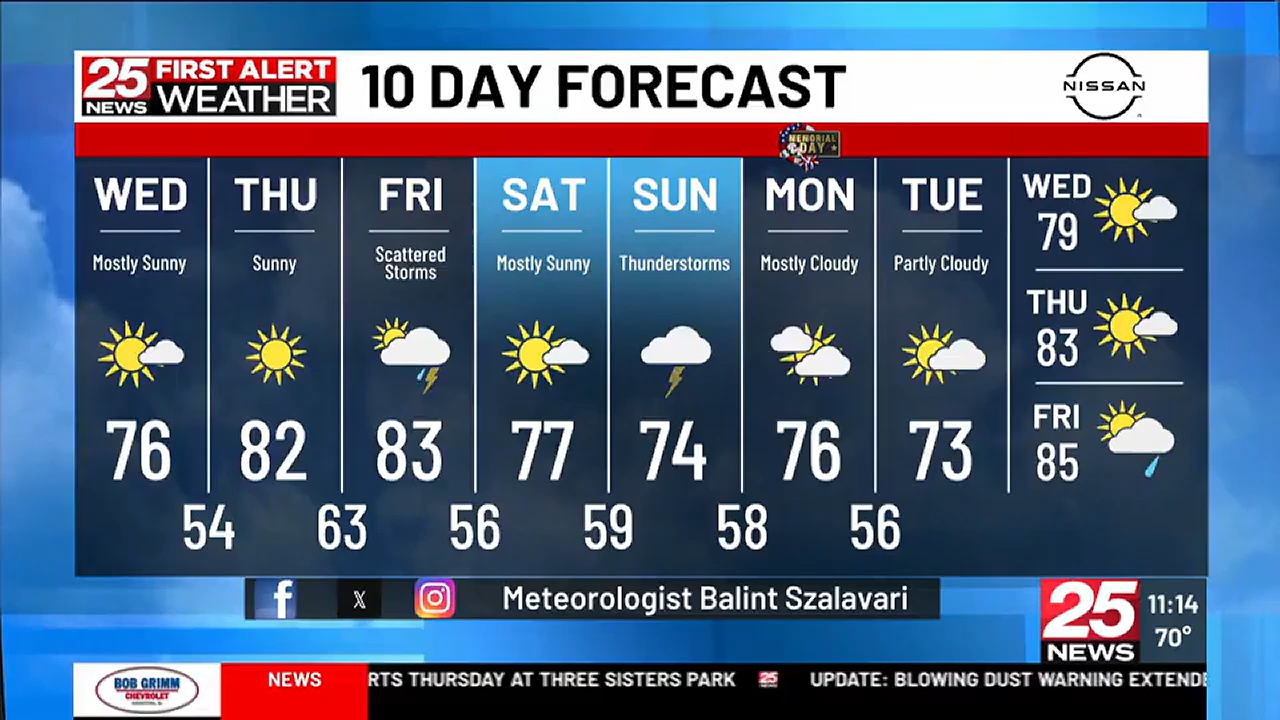 25 NEWS FIRST ALERT WEATHER
10 DAY FORECAST
NISSAN
MEMORIAL DAY
WED THU FRI SAT SUN MON TUE
Mostly Sunny Sunny Scattered Storms Mostly Sunny Thunderstorms Mostly Cloudy Partly Cloudy
76 82 83 77 74 76 73
54 63 56 59 58 56
WED
79
THU
83
FRI
85
f X Meteorologist Balint Szalavari
25 NEWS
11:14
70°
BOB GRIMM
CHEVROLET
NEWS RTS THURSDAY AT THREE SISTERS PARK 25 NEWS UPDATE: BLOWING DUST WARNING EXTENDE